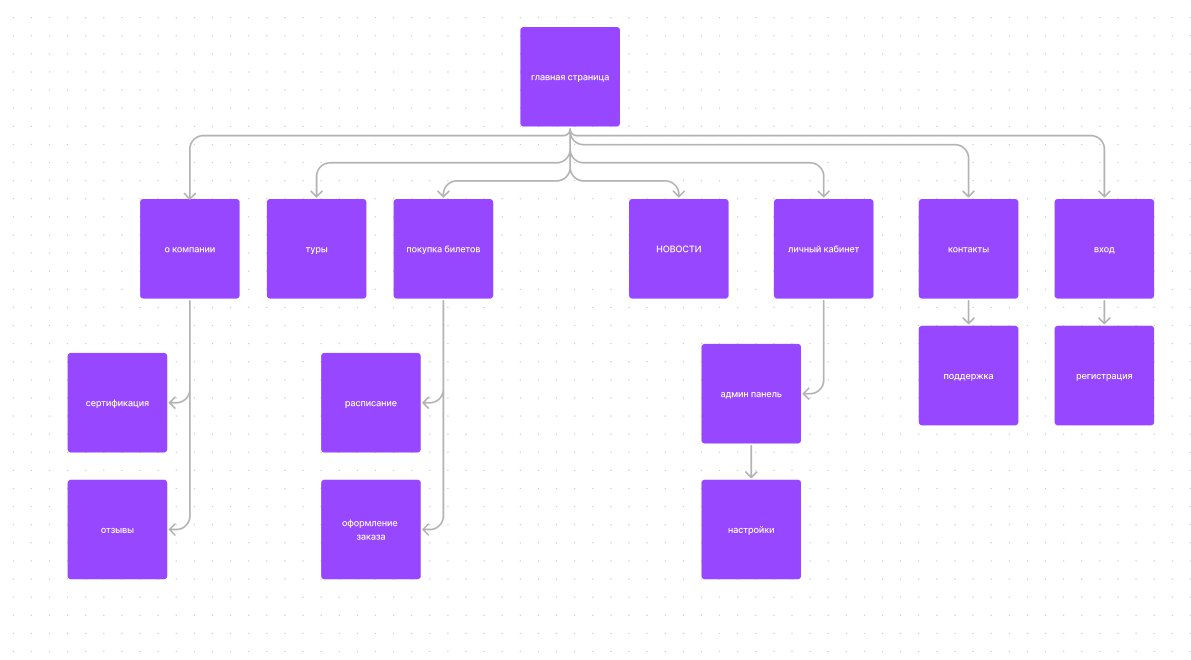 главная страница
о компании
туры
покупка билетов
НОВОСТИ
личный кабинет
контакты
вход
сертификация
расписание
админ панель
поддержка
регистрация
отзывы
оформление
заказа
настройки